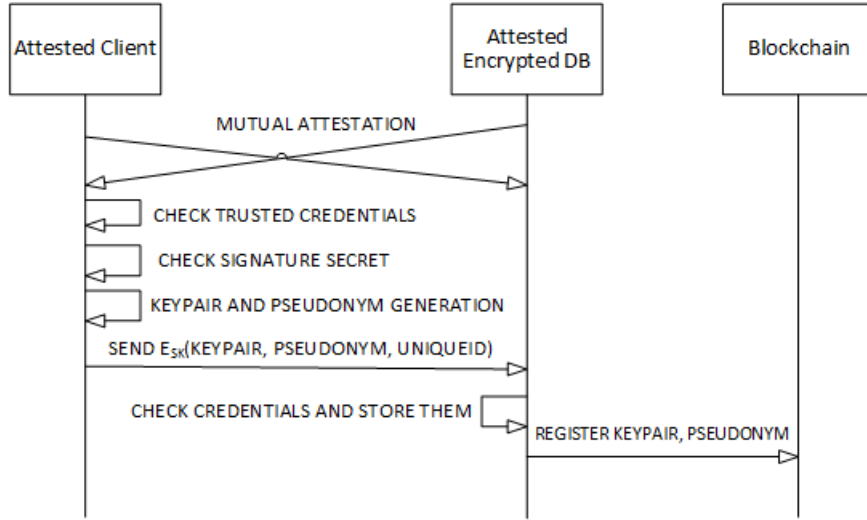 Attested Client
Attested
Encrypted DB
Blockchain
MUTUAL ATTESTATION
CHECK TRUSTED CREDENTIALS
CHECK SIGNATURE SECRET
KEYPAIR AND PSEUDONYM GENERATION
SEND E_SK(KEYPAIR, PSEUDONYM, UNIQUEID)
CHECK CREDENTIALS AND STORE THEM
REGISTER KEYPAIR, PSEUDONYM